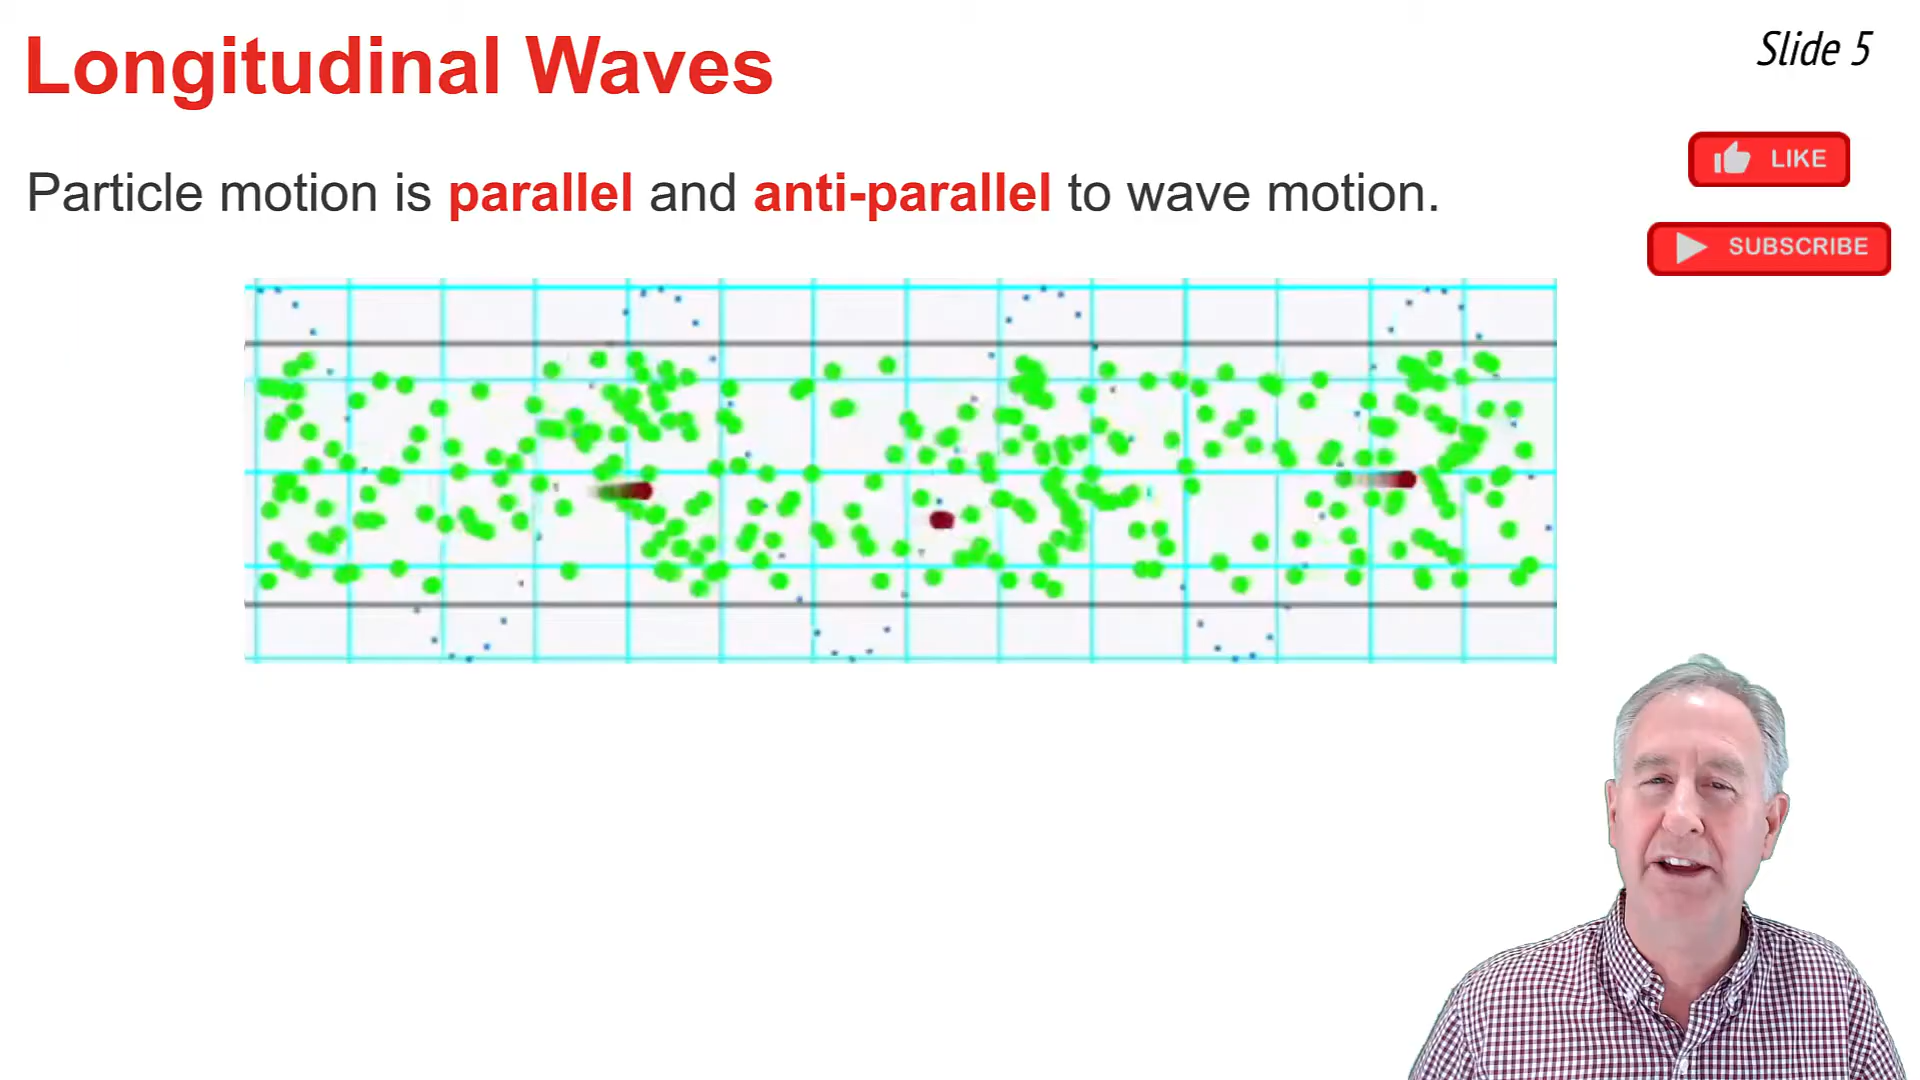 Longitudinal Waves
Slide 5
LIKE
Particle motion is parallel and anti-parallel to wave motion.
SUBSCRIBE